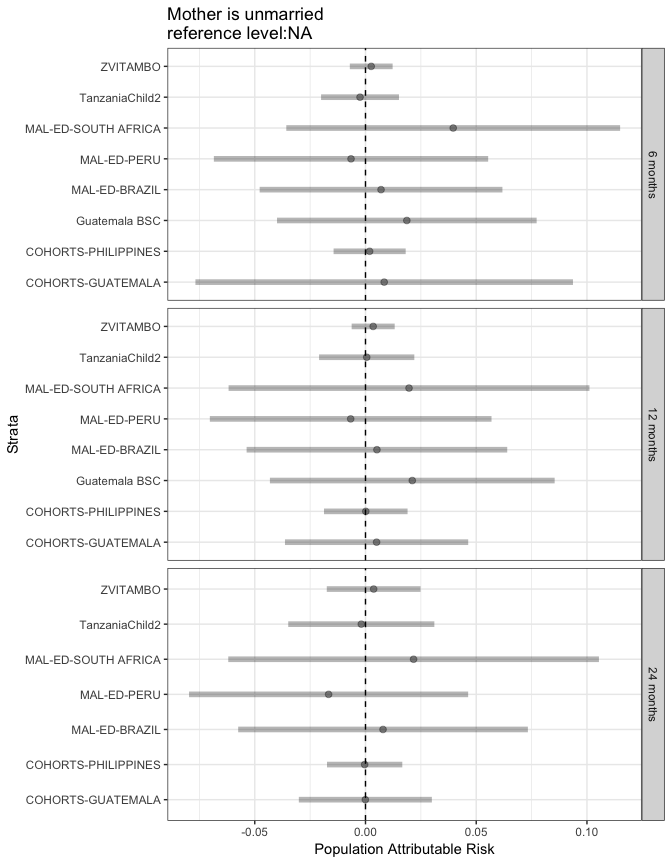 Mother is unmarried
reference level:NA
ZVITAMBO
TanzaniaChild2
MAL-ED-SOUTH AFRICA
MAL-ED-PERU
MAL-ED-BRAZIL
Guatemala BSC
COHORTS-PHILIPPINES
COHORTS-GUATEMALA
6 months
ZVITAMBO
TanzaniaChild2
MAL-ED-SOUTH AFRICA
MAL-ED-PERU
MAL-ED-BRAZIL
Guatemala BSC
COHORTS-PHILIPPINES
COHORTS-GUATEMALA
12 months
Strata
ZVITAMBO
TanzaniaChild2
MAL-ED-SOUTH AFRICA
MAL-ED-PERU
MAL-ED-BRAZIL
COHORTS-PHILIPPINES
COHORTS-GUATEMALA
24 months
-0.05 0.00 0.05 0.10
Population Attributable Risk